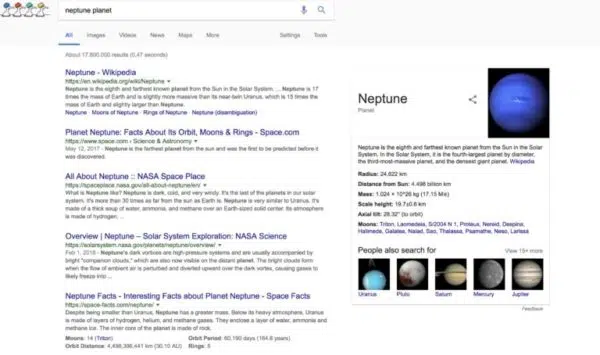 neptune planet
All Images Videos News Maps More Settings Tools
About 17,800,000 results (0.47 seconds)
Neptune - Wikipedia
https://en.wikipedia.org/wiki/Neptune
Neptune is the eighth and farthest known planet from the Sun in the Solar System. ... Neptune is 17
times the mass of Earth and is slightly more massive than its near-twin Uranus, which is 15 times the
mass of Earth and slightly larger than Neptune.
Neptune · Moons of Neptune · Rings of Neptune · Neptune (disambiguation)
Planet Neptune: Facts About Its Orbit, Moons & Rings - Space.com
https://www.space.com › Science & Astronomy
May 12, 2017 - Neptune is the farthest planet from the sun and was the first to be predicted before it
was discovered.
All About Neptune :: NASA Space Place
https://spaceplace.nasa.gov/all-about-neptune/en/
What is Neptune like? Neptune is dark, cold, and very windy. It's the last of the planets in our solar
system. It's more than 30 times as far from the sun as Earth is. Neptune is very similar to Uranus. It's
made of a thick soup of water, ammonia, and methane over an Earth-sized solid center. Its atmosphere
is made of hydrogen, ...
Overview | Neptune – Solar System Exploration: NASA Science
https://solarsystem.nasa.gov/planets/neptune/overview/
Feb 1, 2018 - Neptune's dark vortices are high-pressure systems and are usually accompanied by
bright "companion clouds," which are also now visible on the distant planet. The bright clouds form
when the flow of ambient air is perturbed and diverted upward over the dark vortex, causing gases to
likely freeze into ...
Neptune Facts - Interesting Facts about Planet Neptune - Space Facts
https://space-facts.com/neptune/
Despite being smaller than Uranus, Neptune has a greater mass. Below its heavy atmosphere, Uranus
is made of layers of hydrogen, helium, and methane gases. They enclose a layer of water, ammonia and
methane ice. The inner core of the planet is made of rock.
Moons: 14 (Triton) Orbit Period: 60,190 days (164.8 years)
Orbit Distance: 4,498,396,441 km (30.10 AU) Rings: 5
Neptune
Planet
Neptune is the eighth and farthest known planet from the Sun in the Solar
System. In the Solar System, it is the fourth-largest planet by diameter,
the third-most-massive planet, and the densest giant planet. Wikipedia
Radius: 24,622 km
Distance from Sun: 4.498 billion km
Mass: 1.024 × 10^26 kg (17.15 M⊕)
Scale height: 19.7±0.6 km
Axial tilt: 28.32° (to orbit)
Moons: Triton, Laomedeia, S/2004 N 1, Proteus, Nereid, Despina,
Halimede, Galatea, Naiad, Sao, Thalassa, Psamathe, Neso, Larissa
People also search for View 15+ more
Uranus Pluto Saturn Mercury Jupiter
Feedback